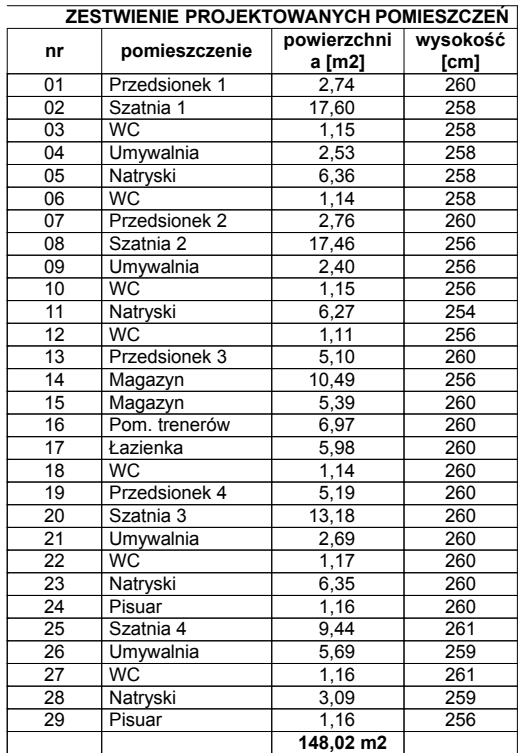 ZESTWIENIE PROJEKTOWANYCH POMIESZCZEŃ
nr pomieszczenie powierzchni a [m2] wysokość [cm]
01 Przedsionek 1 2,74 260
02 Szatnia 1 17,60 258
03 WC 1,15 258
04 Umywalnia 2,53 258
05 Natryski 6,36 258
06 WC 1,14 258
07 Przedsionek 2 2,76 260
08 Szatnia 2 17,46 256
09 Umywalnia 2,40 256
10 WC 1,15 256
11 Natryski 6,27 254
12 WC 1,11 256
13 Przedsionek 3 5,10 260
14 Magazyn 10,49 256
15 Magazyn 5,39 260
16 Pom. trenerów 6,97 260
17 Łazienka 5,98 260
18 WC 1,14 260
19 Przedsionek 4 5,19 260
20 Szatnia 3 13,18 260
21 Umywalnia 2,69 260
22 WC 1,17 260
23 Natryski 6,35 260
24 Pisuar 1,16 260
25 Szatnia 4 9,44 261
26 Umywalnia 5,69 259
27 WC 1,16 261
28 Natryski 3,09 259
29 Pisuar 1,16 256
148,02 m2